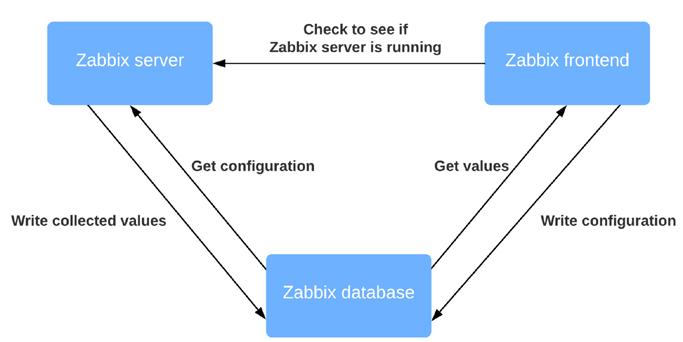 Check to see if
Zabbix server is running
Zabbix server
Zabbix frontend
Get configuration
Get values
Write collected values
Write configuration
Zabbix database